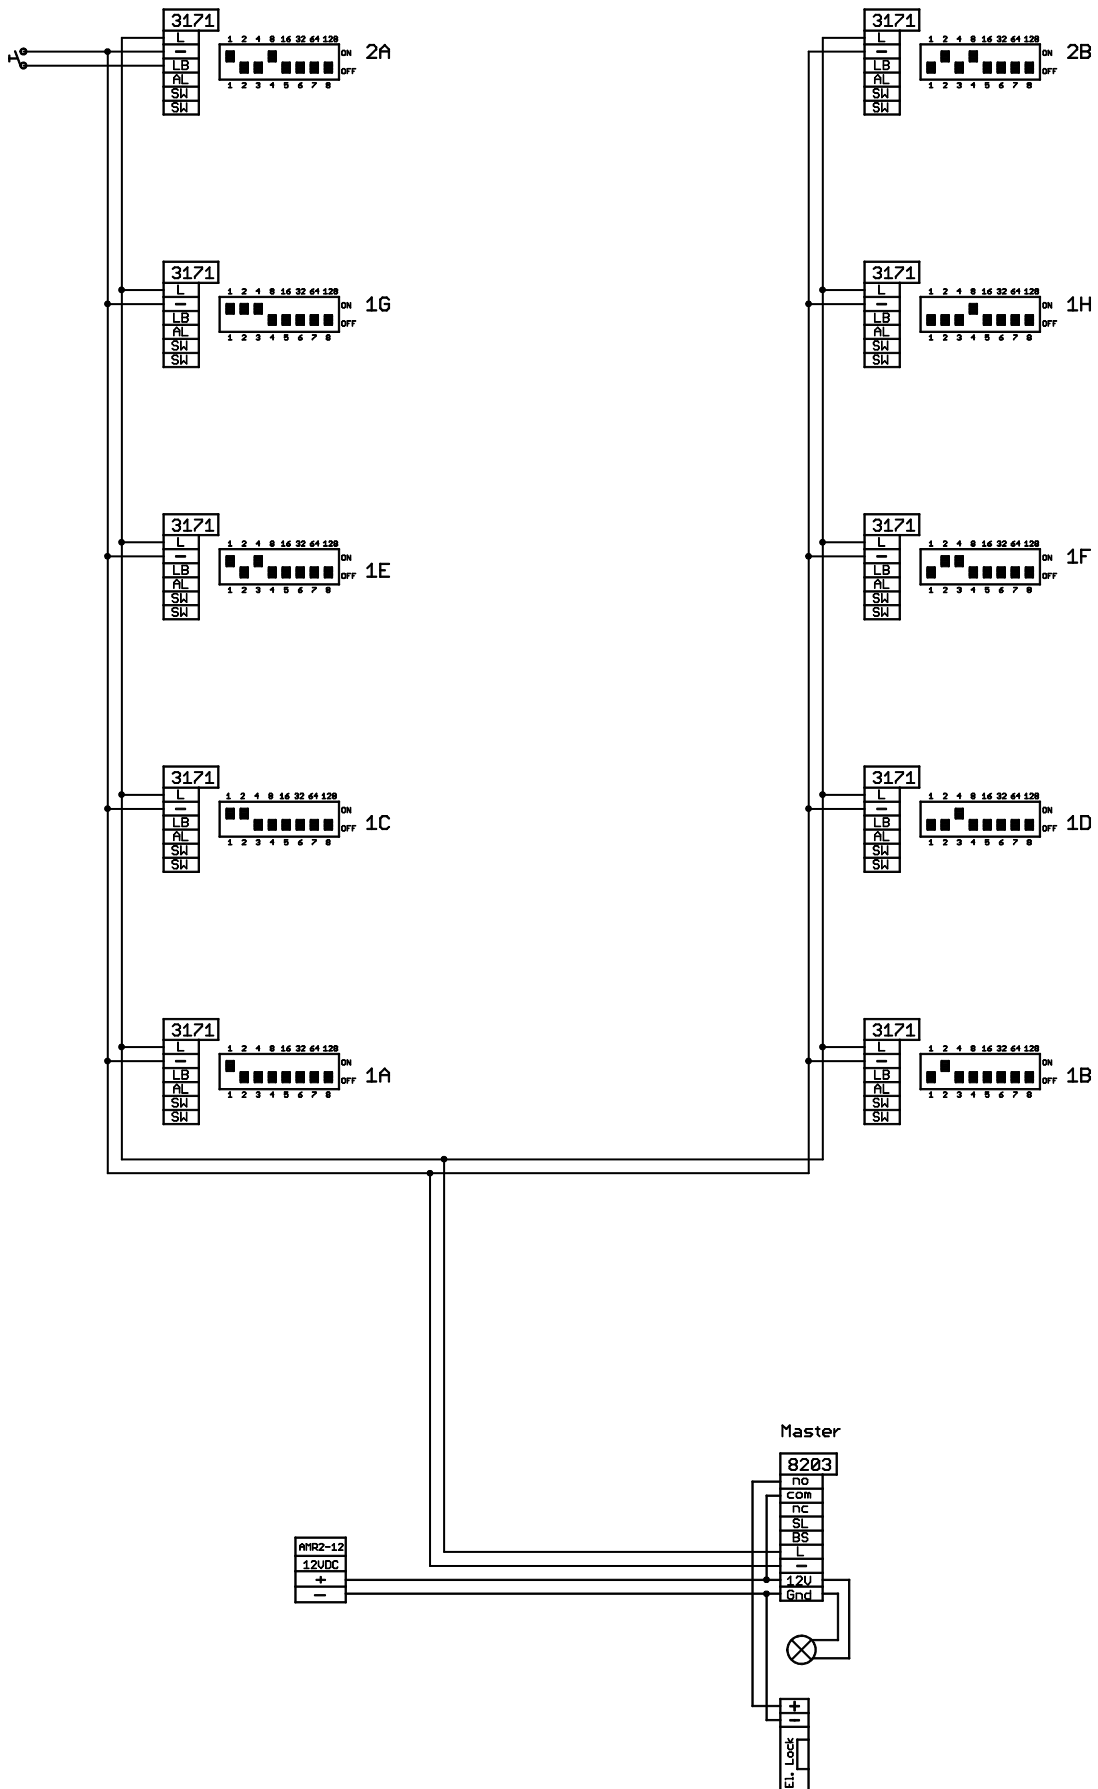 3171
L
-
LB
AL
SW
SW
1 2 4 8 16 32 64 128
ON
OFF
1 2 3 4 5 6 7 8
2A
3171
L
-
LB
AL
SW
SW
1 2 4 8 16 32 64 128
ON
OFF
1 2 3 4 5 6 7 8
2B
3171
L
-
LB
AL
SW
SW
1 2 4 8 16 32 64 128
ON
OFF
1 2 3 4 5 6 7 8
1G
3171
L
-
LB
AL
SW
SW
1 2 4 8 16 32 64 128
ON
OFF
1 2 3 4 5 6 7 8
1H
3171
L
-
LB
AL
SW
SW
1 2 4 8 16 32 64 128
ON
OFF
1 2 3 4 5 6 7 8
1E
3171
L
-
LB
AL
SW
SW
1 2 4 8 16 32 64 128
ON
OFF
1 2 3 4 5 6 7 8
1F
3171
L
-
LB
AL
SW
SW
1 2 4 8 16 32 64 128
ON
OFF
1 2 3 4 5 6 7 8
1C
3171
L
-
LB
AL
SW
SW
1 2 4 8 16 32 64 128
ON
OFF
1 2 3 4 5 6 7 8
1D
3171
L
-
LB
AL
SW
SW
1 2 4 8 16 32 64 128
ON
OFF
1 2 3 4 5 6 7 8
1A
3171
L
-
LB
AL
SW
SW
1 2 4 8 16 32 64 128
ON
OFF
1 2 3 4 5 6 7 8
1B
Master
8203
no
com
nc
SL
BS
L
-
12V
Gnd
AMR2-12
12VDC
+
-
+
-
El. Lock